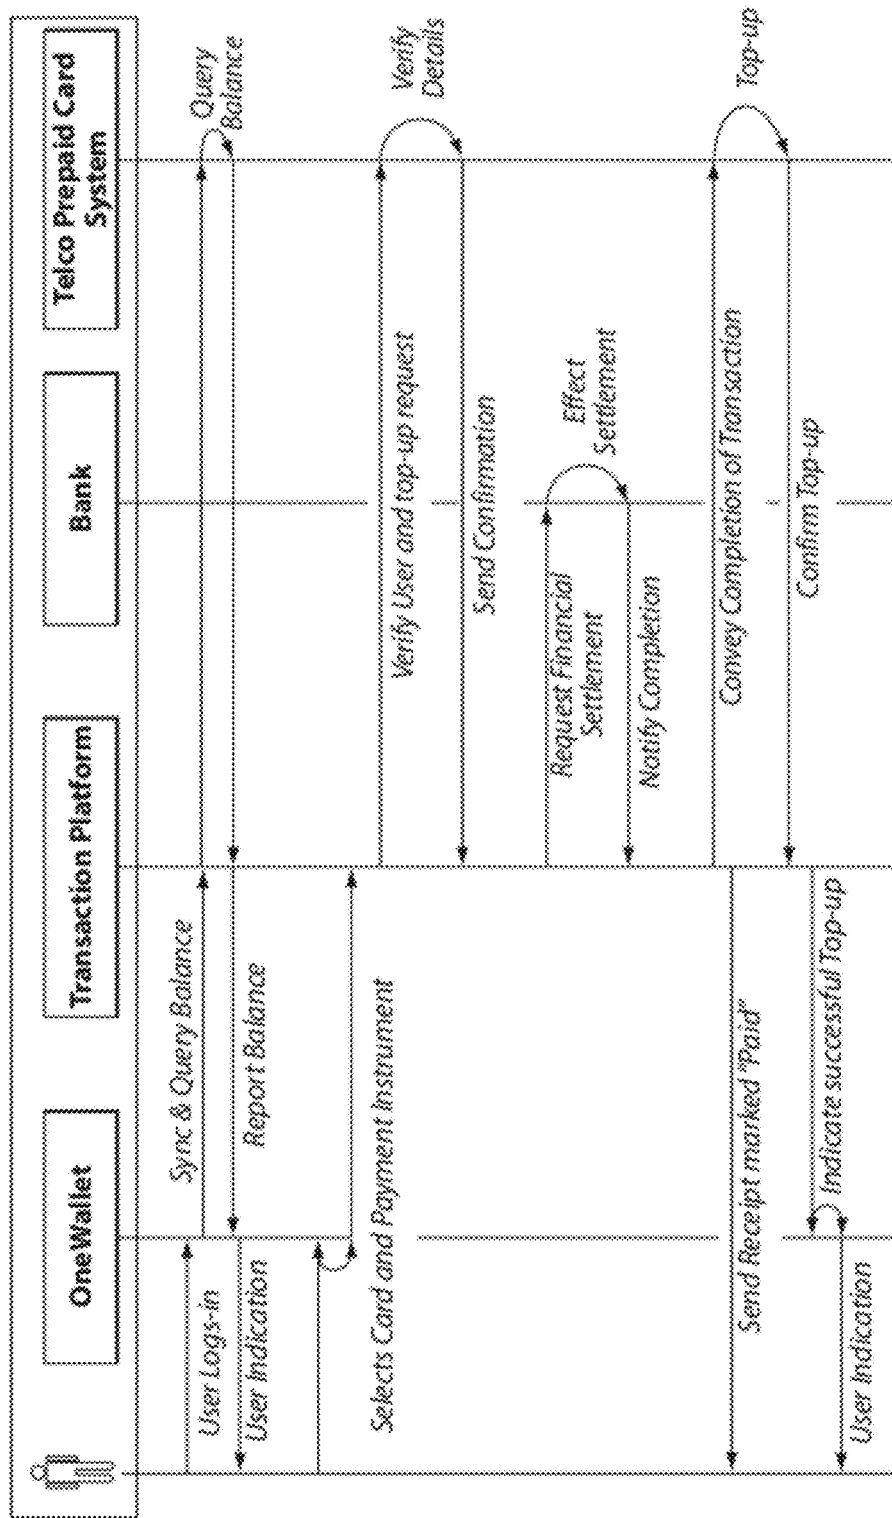 OneWallet
Transaction Platform
Bank
Telco Prepaid Card
System
User Logs-in
Sync & Query Balance
Query
Balance
Report Balance
User Indication
Selects Card and Payment Instrument
Verify User and top-up request
Verify
Details
Send Confirmation
Request Financial
Settlement
Effect
Settlement
Notify Completion
Convey Completion of Transaction
Top-up
Send Receipt marked "Paid"
Confirm Top-up
Indicate successful Top-up
User Indication